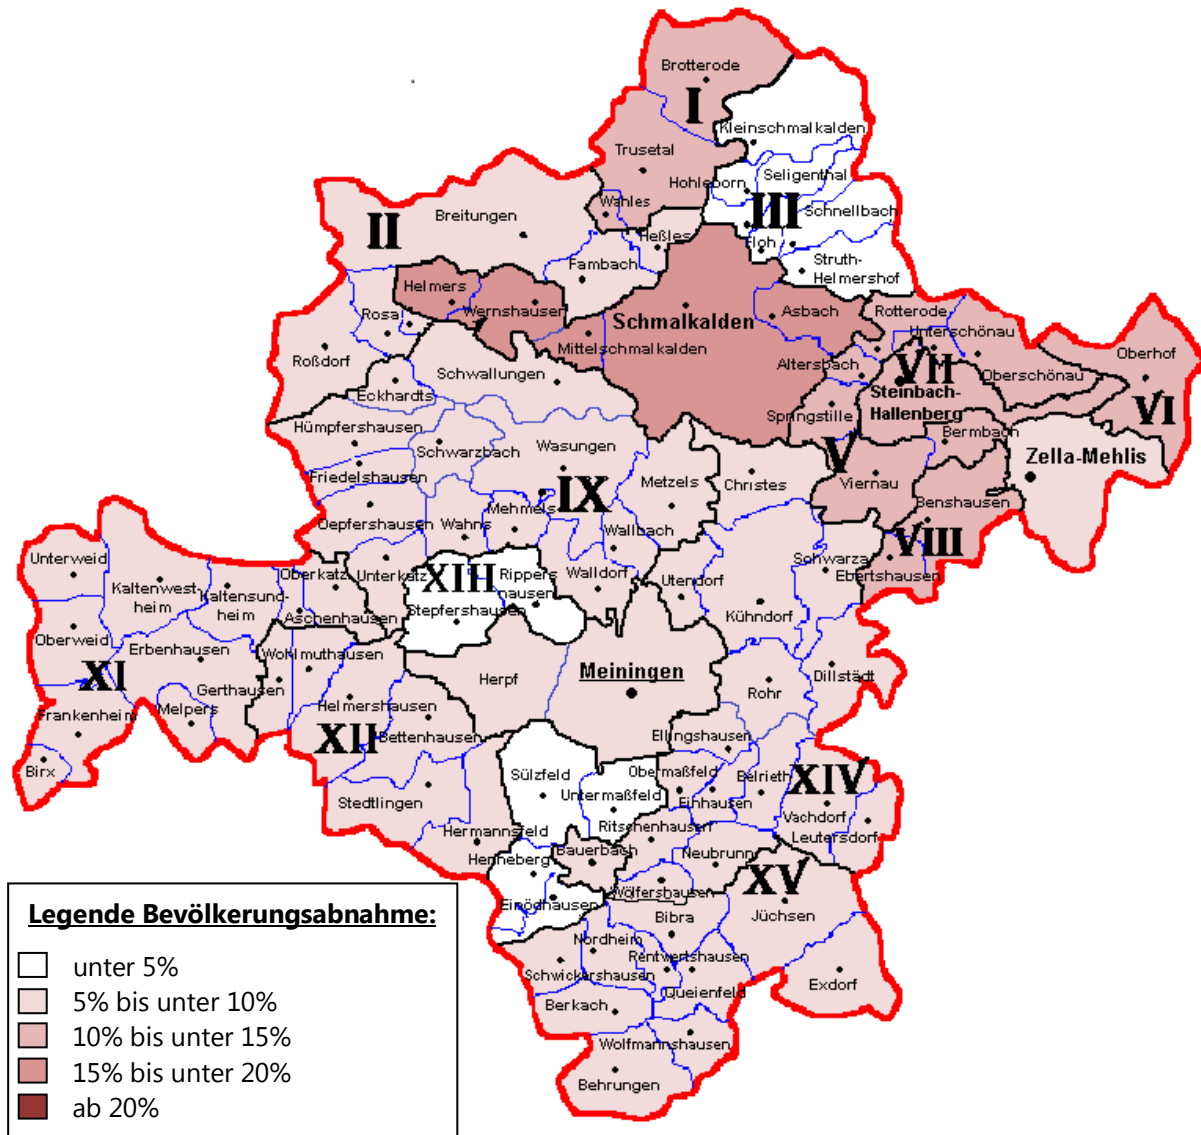 Brotterode
I
Kleinschmalkalden
Trusetal
Seligenthal
Hohleborn
Wahles
III
Schnellbach
Breitungen
II
Heßles
Floh
Struth-
Helmershof
Fambach
Helmers
Wernshausen
Asbach
Rotterode
Rosa
Schmalkalden
Unterschönau
Mittelschmalkalden
Oberhof
Roßdorf
Altersbach
VII
Oberschönau
Schwallungen
Eckhardts
Steinbach-
Hallenberg
VI
Springstille
Hümpfershausen
Bermbach
Schwarzbach
Wasungen
V
Zella-Mehlis
Friedelshausen
Metzels
Christes
Viernau
Benshausen
IX
Oepfershausen
Mehmels
Wahns
Wallbach
VIII
Unterweid
Schwarza
Kaltenwest
heim
Oberkatz
Unterkatz
XIII
Rippers
hausen
Walldorf
Utendorf
Ebertshausen
Kaltensund-
heim
Aschenhausen
Stepfershausen
Kühndorf
Oberweid
Erbenhausen
Wohlmuthausen
XI
Herpf
Meiningen
Dillstädt
Gerthausen
Rohr
Frankenheim
Melpers
Helmershausen
XII
Bettenhausen
Ellingshausen
Birx
Sülzfeld
Obermaßfeld
Belrieth
XIV
Stedtlingen
Untermaßfeld
Einhausen
Vachdorf
Hermannsfeld
Ritschenhausen
Leutersdorf
Henneberg
Bauerbach
Neubrunn
Wölfershausen
XV
Einödhausen
Bibra
Jüchsen
Nordheim
Rentwertshausen
Schwickershausen
Exdorf
Queienfeld
Berkach
Wolfmannshausen
Behrungen
Legende Bevölkerungsabnahme:
unter 5%
5% bis unter 10%
10% bis unter 15%
15% bis unter 20%
ab 20%